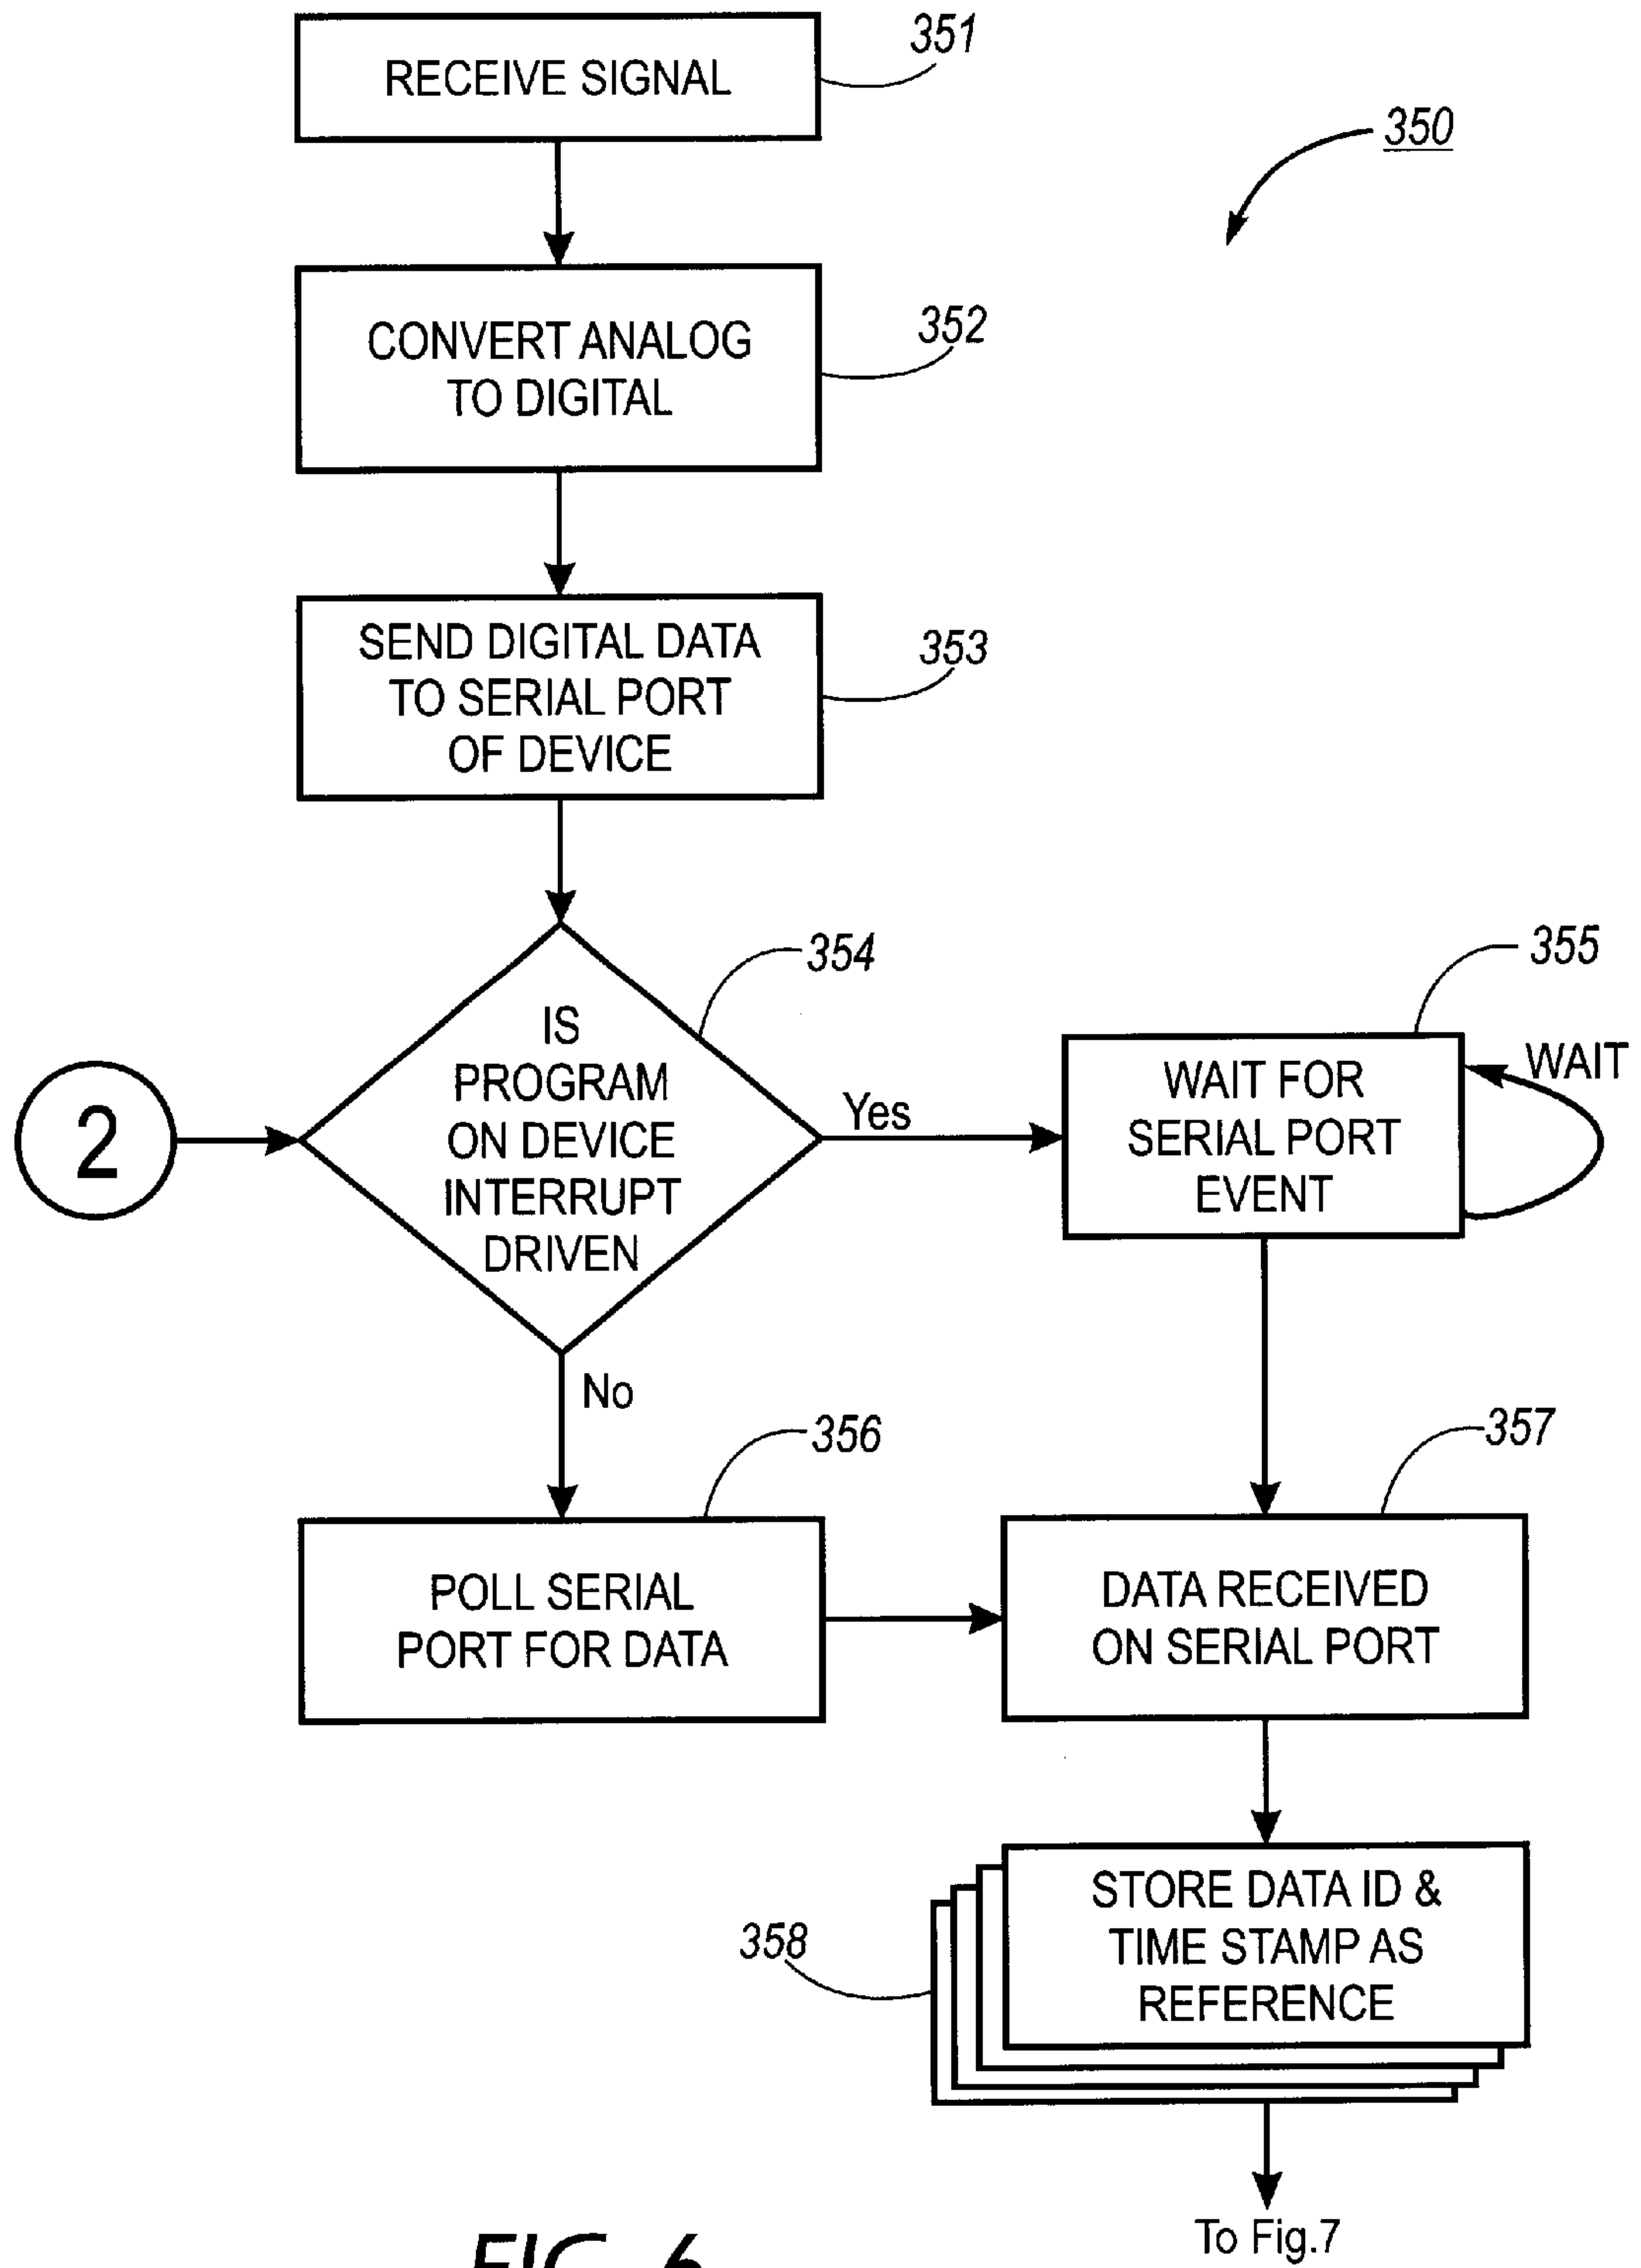 351
RECEIVE SIGNAL
350
352
CONVERT ANALOG
TO DIGITAL
353
SEND DIGITAL DATA
TO SERIAL PORT
OF DEVICE
354
IS
PROGRAM
ON DEVICE
INTERRUPT
DRIVEN
2
Yes
355
WAIT FOR
SERIAL PORT
EVENT
WAIT
No
356
POLL SERIAL
PORT FOR DATA
357
DATA RECEIVED
ON SERIAL PORT
358
STORE DATA ID &
TIME STAMP AS
REFERENCE
To Fig.7
FIG. 6